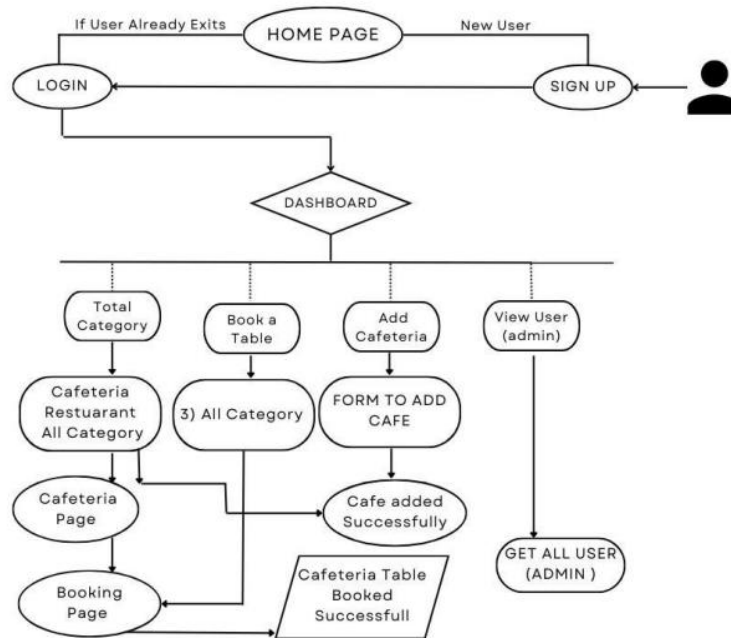 If User Already Exits
HOME PAGE
New User
LOGIN
SIGN UP
DASHBOARD
Total
Category
Book a
Table
Add
Cafeteria
View User
(admin)
Cafeteria
Restuarant
All Category
3) All Category
FORM TO ADD
CAFE
Cafeteria
Page
Cafe added
Successfully
GET ALL USER
(ADMIN )
Booking
Page
Cafeteria Table
Booked
Successfull